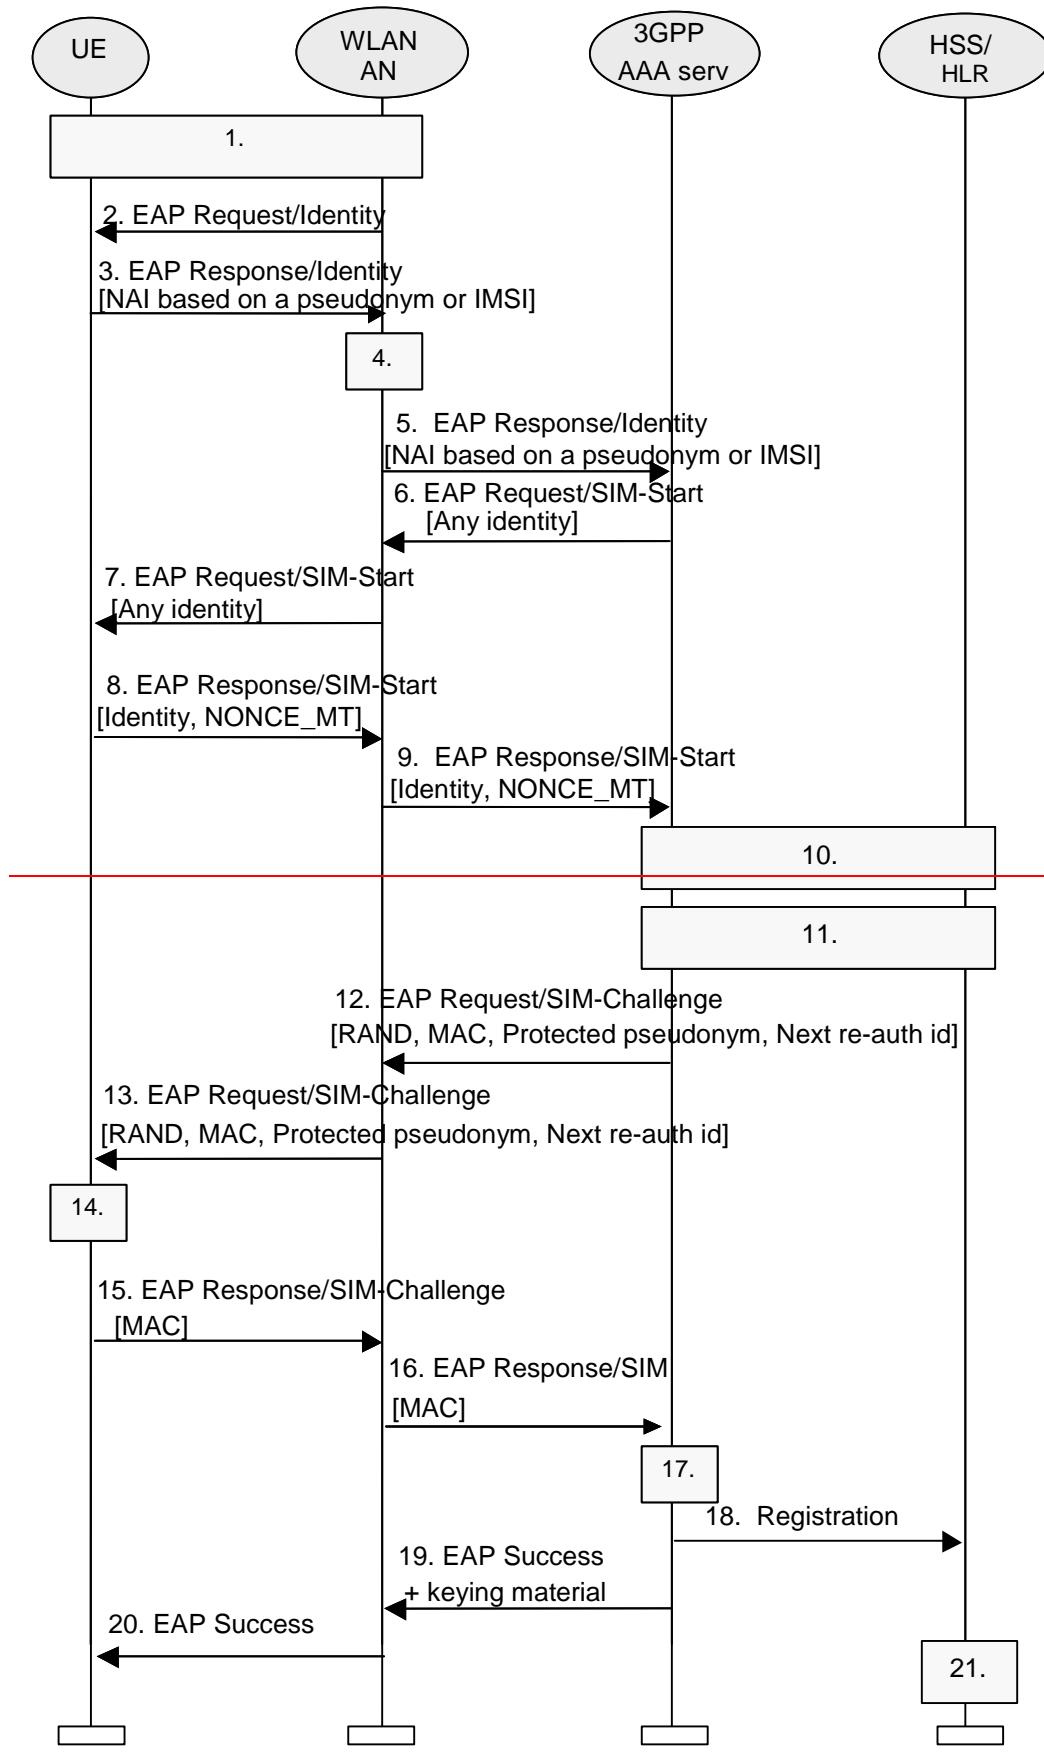 UE
WLAN
AN
3GPP
AAA serv
HSS/
HLR
1.
2. EAP Request/Identity
3. EAP Response/Identity
[NAI based on a pseudonym or IMSI]
4.
5. EAP Response/Identity
[NAI based on a pseudonym or IMSI]
6. EAP Request/SIM-Start
[Any identity]
7. EAP Request/SIM-Start
[Any identity]
8. EAP Response/SIM-Start
[Identity, NONCE_MT]
9. EAP Response/SIM-Start
[Identity, NONCE_MT]
10.
11.
12. EAP Request/SIM-Challenge
[RAND, MAC, Protected pseudonym, Next re-auth id]
13. EAP Request/SIM-Challenge
[RAND, MAC, Protected pseudonym, Next re-auth id]
14.
15. EAP Response/SIM-Challenge
[MAC]
16. EAP Response/SIM
[MAC]
17.
18. Registration
19. EAP Success
+ keying material
20. EAP Success
21.